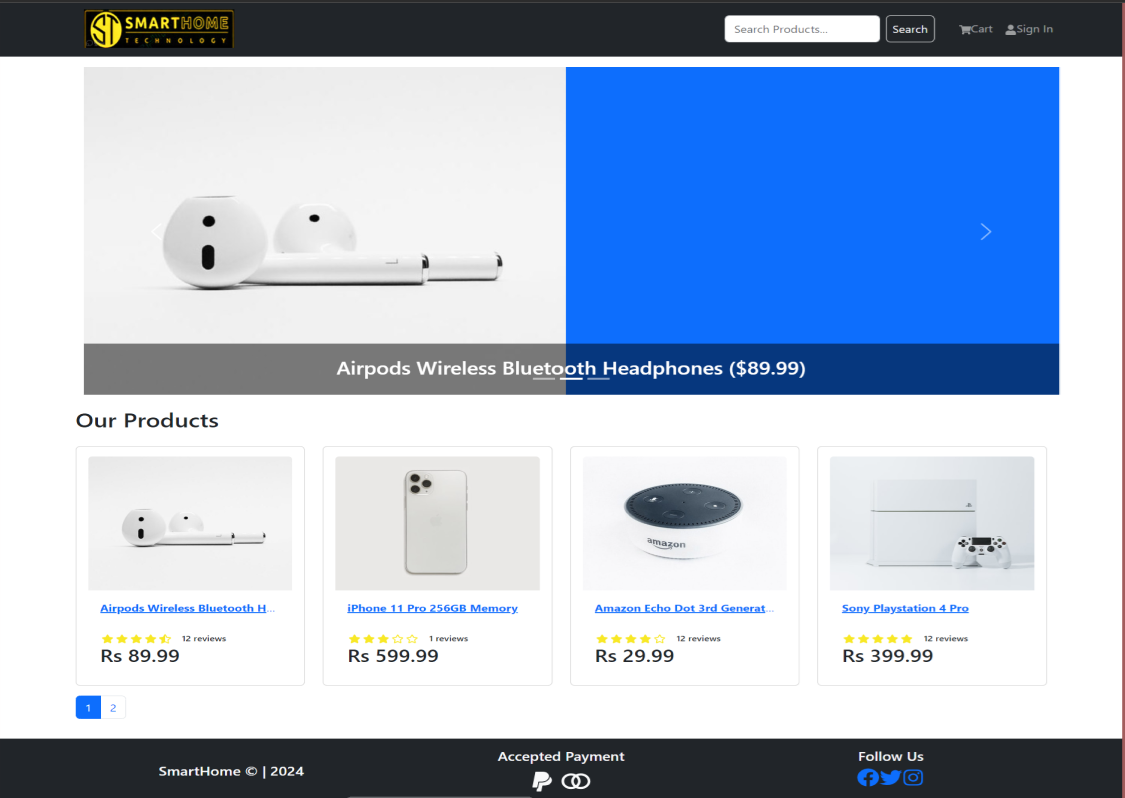 SMARTHOME
TECHNOLOGY
Search Products...
Search
Cart
Sign In
Airpods Wireless Bluetooth Headphones ($89.99)
Our Products
amazon
Airpods Wireless Bluetooth H...
12 reviews
Rs 89.99
iPhone 11 Pro 256GB Memory
1 reviews
Rs 599.99
Amazon Echo Dot 3rd Generat...
12 reviews
Rs 29.99
Sony Playstation 4 Pro
12 reviews
Rs 399.99
1 2
SmartHome © | 2024
Accepted Payment
Follow Us